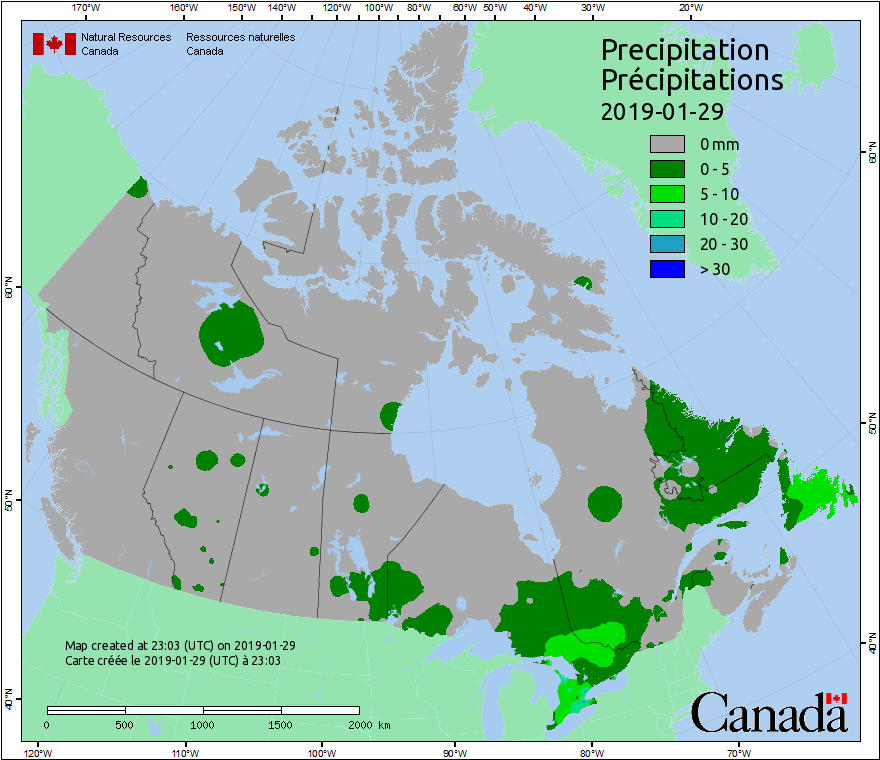 170°W 160°W 150°W 140°W 120°W 100°W 80°W 60°W 50°W 40°W 30°W 20°W
Natural Resources Ressources naturelles
Canada Canada
Precipitation
Précipitations
2019-01-29
0 mm
0 - 5
5 - 10
10 - 20
20 - 30
> 30
60°N 60°N
50°N 50°N
40°N 40°N
Map created at 23:03 (UTC) on 2019-01-29
Carte créée le 2019-01-29 (UTC) à 23:03
0 500 1000 1500 2000 km
Canada
120°W 110°W 100°W 90°W 80°W 70°W